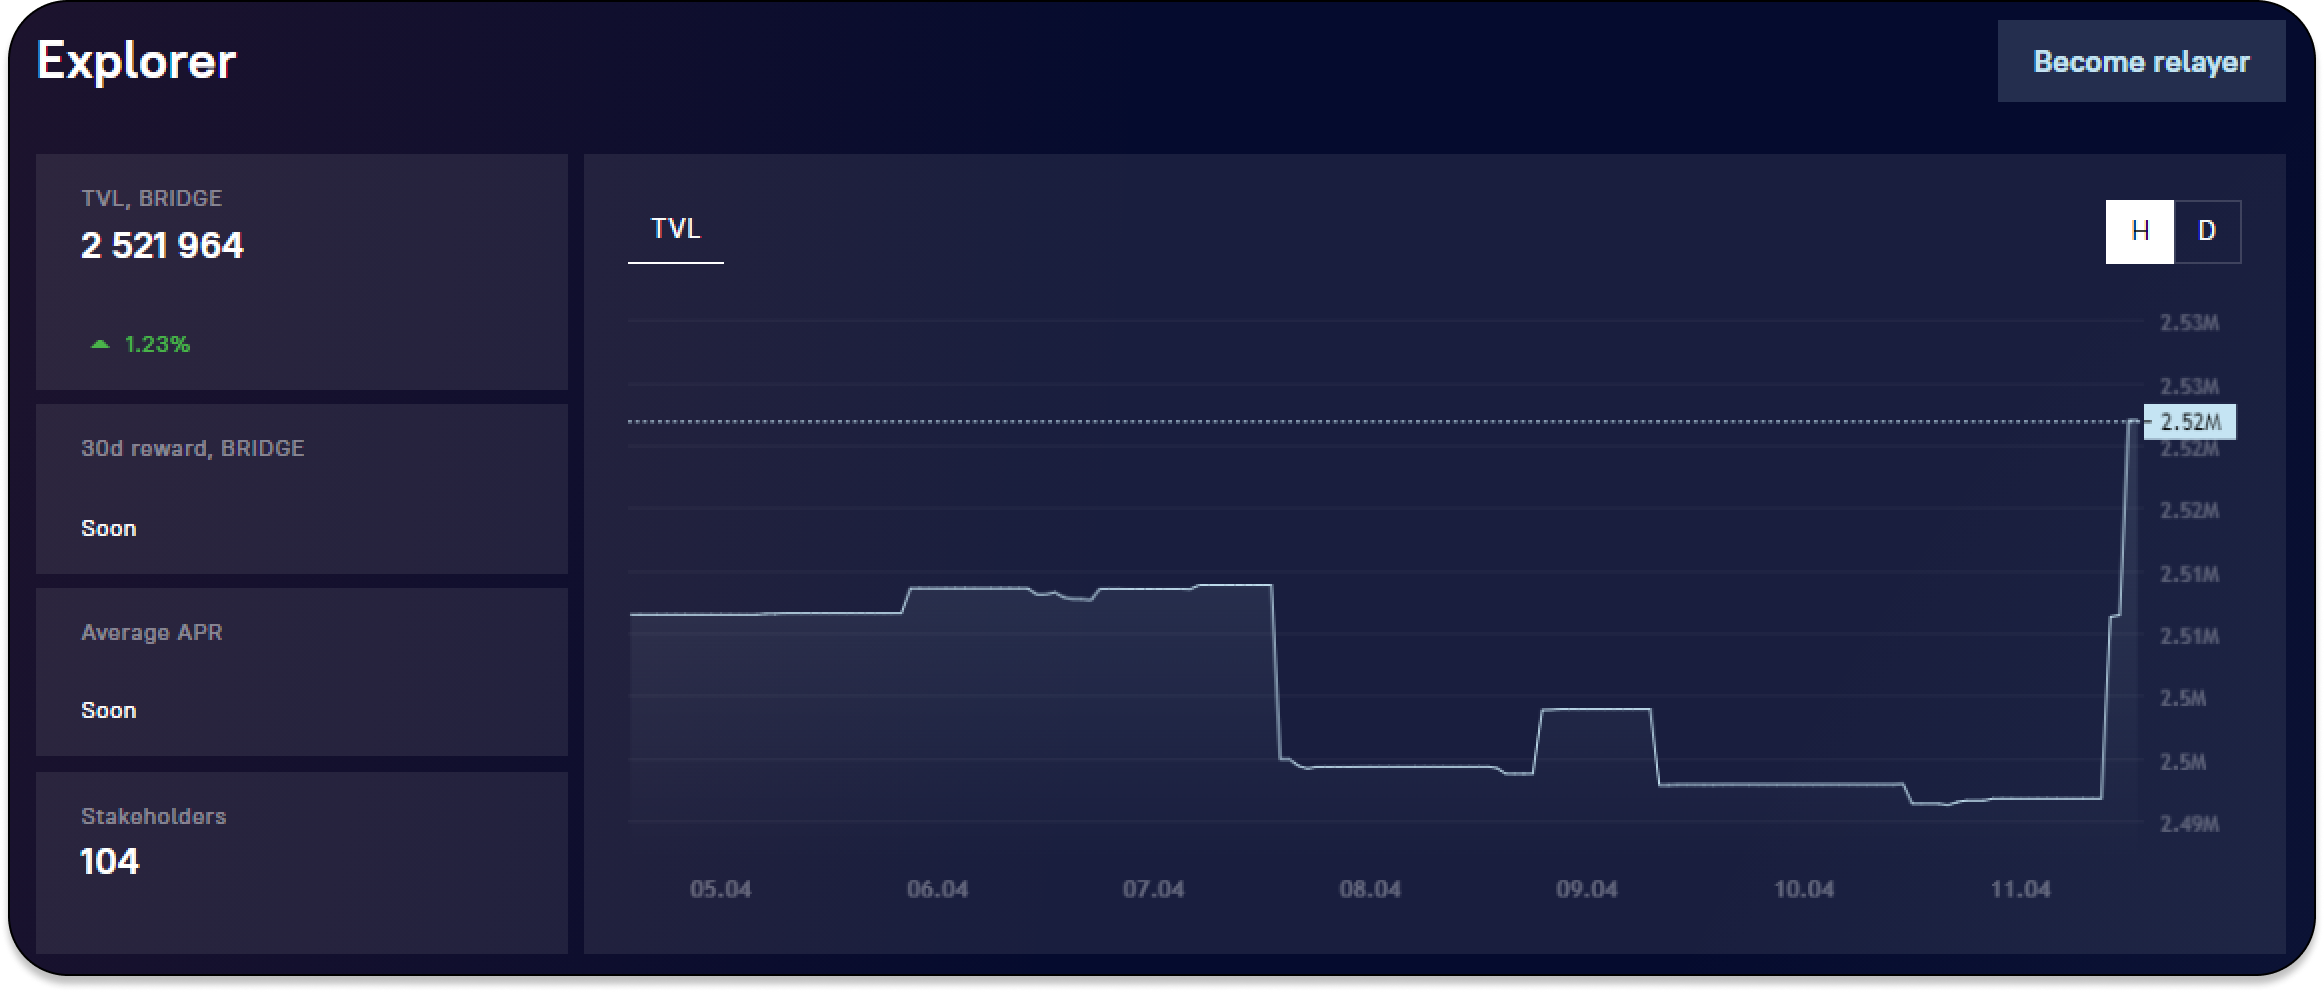 Explorer
Become relayer
TVL, BRIDGE
2 521 964
1.23%
30d reward, BRIDGE
Soon
Average APR
Soon
Stakeholders
104
TVL
H D
2.53M
2.53M
2.52M
2.52M
2.52M
2.51M
2.51M
2.5M
2.5M
2.49M
05.04 06.04 07.04 08.04 09.04 10.04 11.04